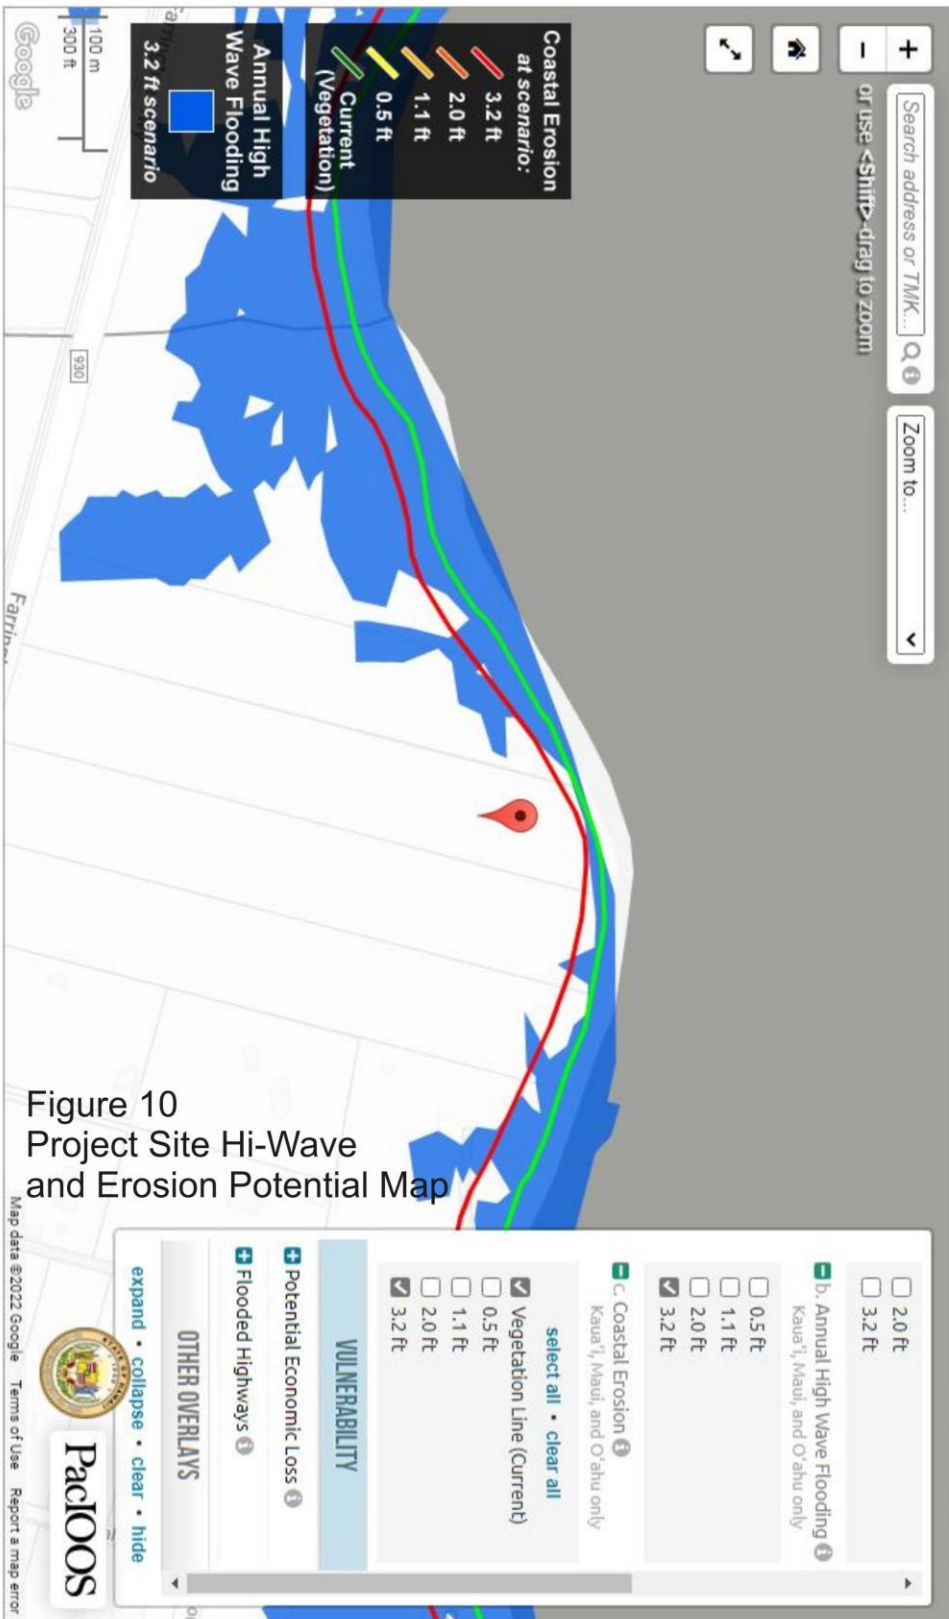 +
−
Search address or TMK...
Zoom to...
or use <Shift>-drag to zoom
Coastal Erosion
at scenario:
3.2 ft
2.0 ft
1.1 ft
0.5 ft
Current
(Vegetation)
Annual High
Wave Flooding
3.2 ft scenario
100 m
300 ft
Google
930
2.0 ft
3.2 ft
b. Annual High Wave Flooding
Kauaʻi, Maui, and Oʻahu only
0.5 ft
1.1 ft
2.0 ft
3.2 ft
c. Coastal Erosion
Kauaʻi, Maui, and Oʻahu only
select all • clear all
Vegetation Line (Current)
0.5 ft
1.1 ft
2.0 ft
3.2 ft
VULNERABILITY
Potential Economic Loss
Flooded Highways
OTHER OVERLAYS
expand • collapse • clear • hide
PacIOOS
Map data ©2022 Google Terms of Use Report a map error
Figure 10
Project Site Hi-Wave
and Erosion Potential Map